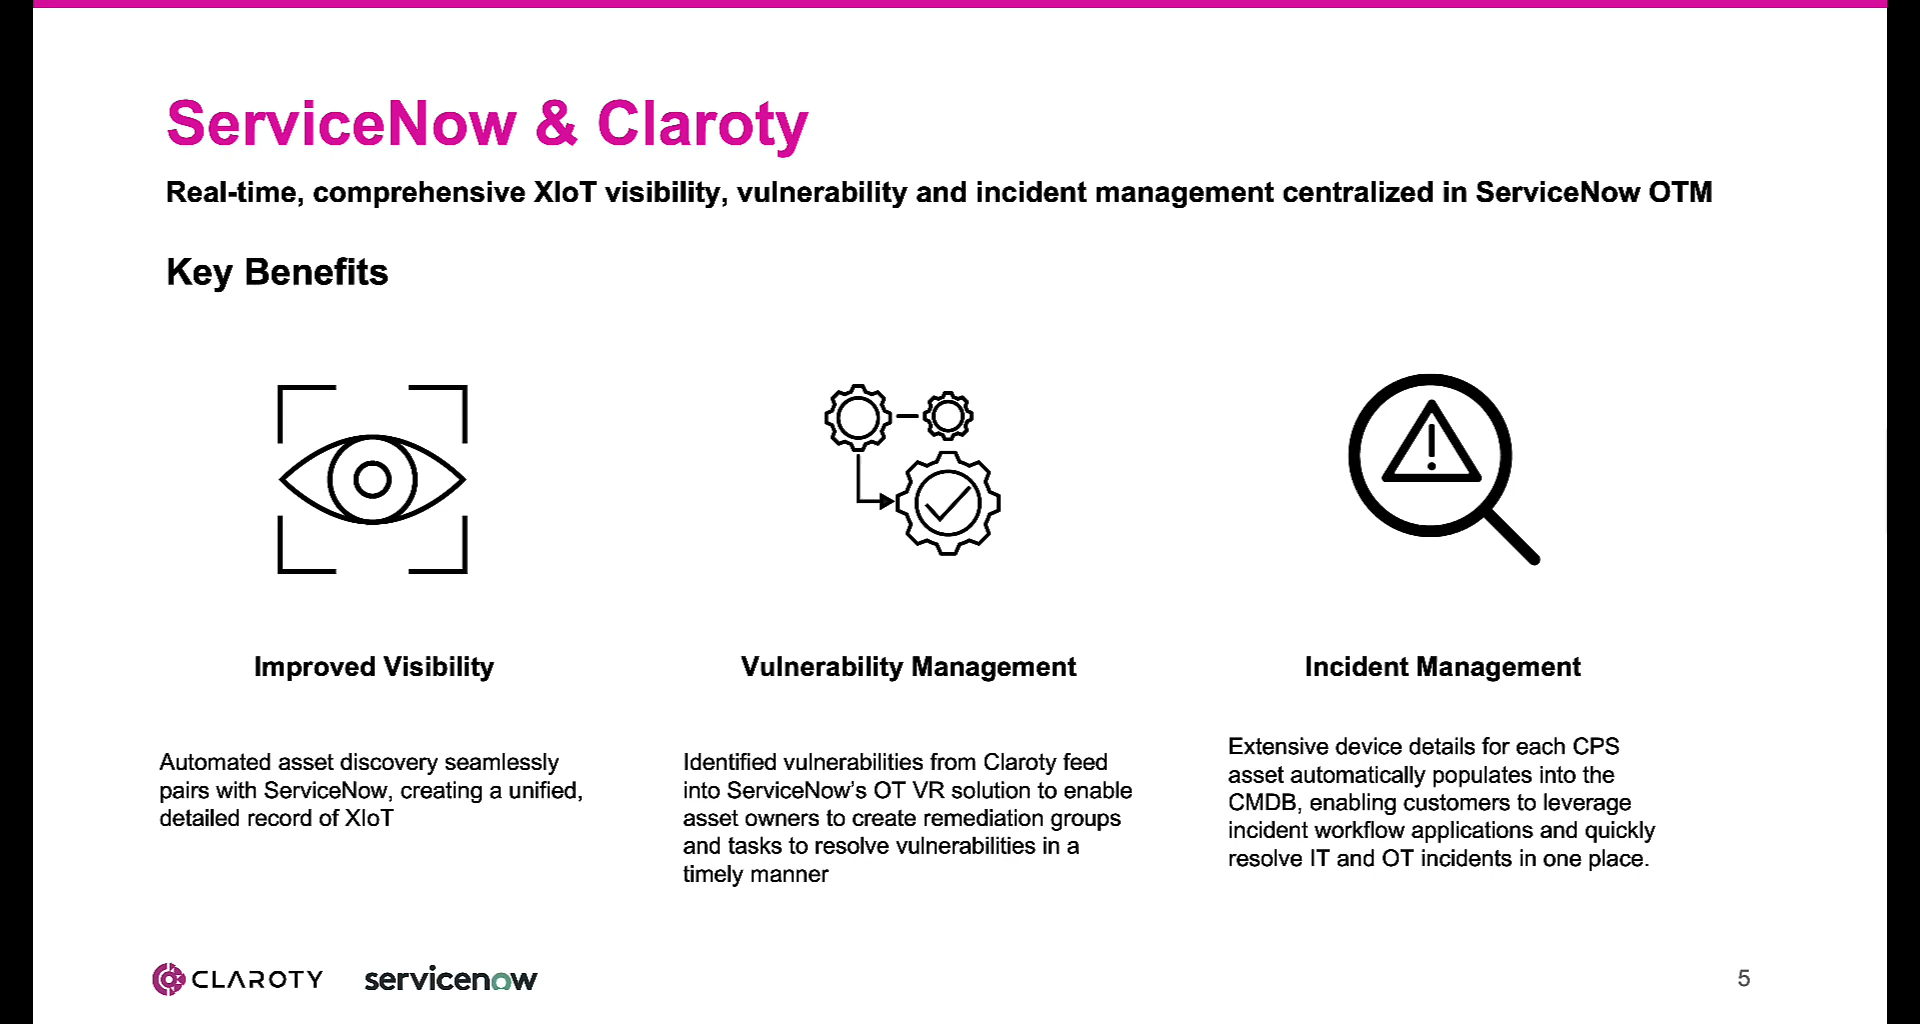 ServiceNow & Claroty
Real-time, comprehensive XIoT visibility, vulnerability and incident management centralized in ServiceNow OTM
Key Benefits
Improved Visibility
Automated asset discovery seamlessly
pairs with ServiceNow, creating a unified,
detailed record of XIoT
Vulnerability Management
Identified vulnerabilities from Claroty feed
into ServiceNow’s OT VR solution to enable
asset owners to create remediation groups
and tasks to resolve vulnerabilities in a
timely manner
Incident Management
Extensive device details for each CPS
asset automatically populates into the
CMDB, enabling customers to leverage
incident workflow applications and quickly
resolve IT and OT incidents in one place.
CLAROTY
servicenow
5